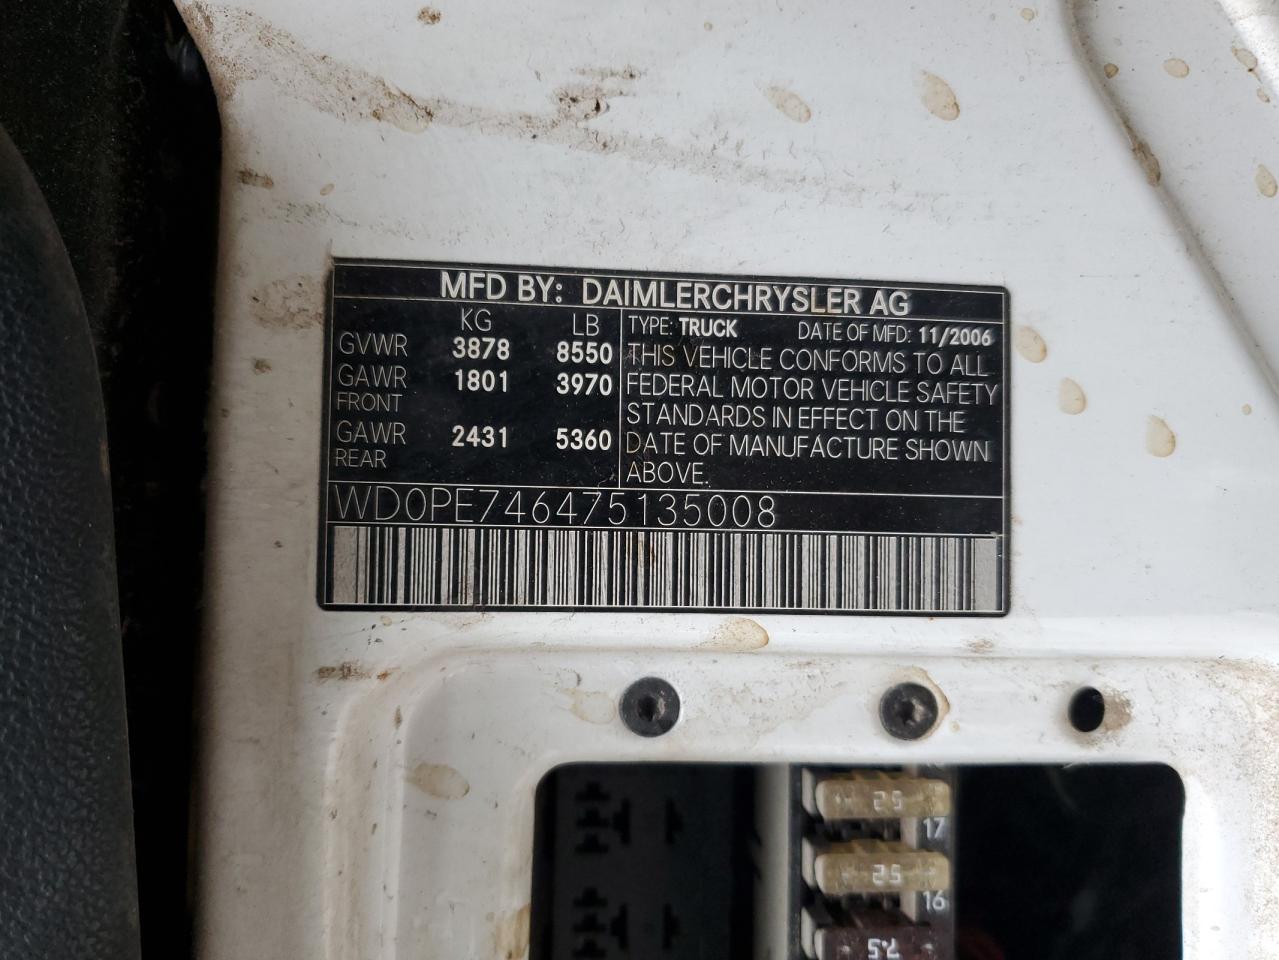 MFD BY: DAIMLERCHRYSLER AG
KG LB
GVWR 3878 8550
GAWR 1801 3970
FRONT
GAWR 2431 5360
REAR
TYPE: TRUCK DATE OF MFD: 11/2006
THIS VEHICLE CONFORMS TO ALL
FEDERAL MOTOR VEHICLE SAFETY
STANDARDS IN EFFECT ON THE
DATE OF MANUFACTURE SHOWN
ABOVE.
WD0PE746475135008
25
17
25
16
7.5